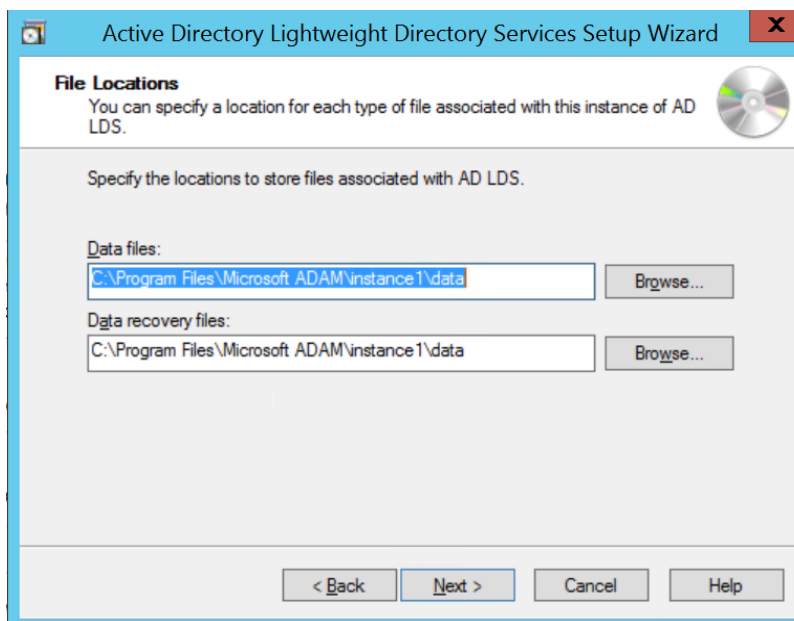 Active Directory Lightweight Directory Services Setup Wizard
X
File Locations
You can specify a location for each type of file associated with this instance of AD
LDS.
Specify the locations to store files associated with AD LDS.
Data files:
C:\Program Files\Microsoft ADAM\instance1\data
Browse...
Data recovery files:
C:\Program Files\Microsoft ADAM\instance1\data
Browse...
< Back
Next >
Cancel
Help